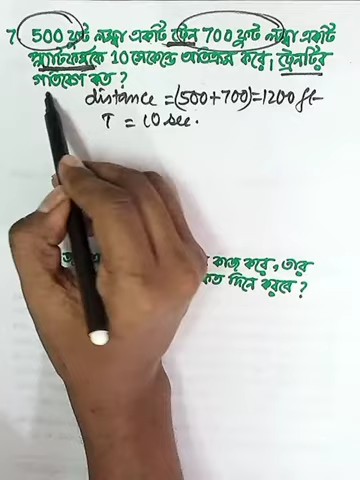 7 500 ফুট লম্বা একটি ট্রেন 700 ফুট লম্বা একটি
প্ল্যাটফর্মকে 10 সেকেন্ডে অতিক্রম করে। ট্রেনটির
গতিবেগ কত ?
distance = (500+700) = 1200 ft
T = 10 sec.
কাজ করে, তার
কত দিনে করবে ?